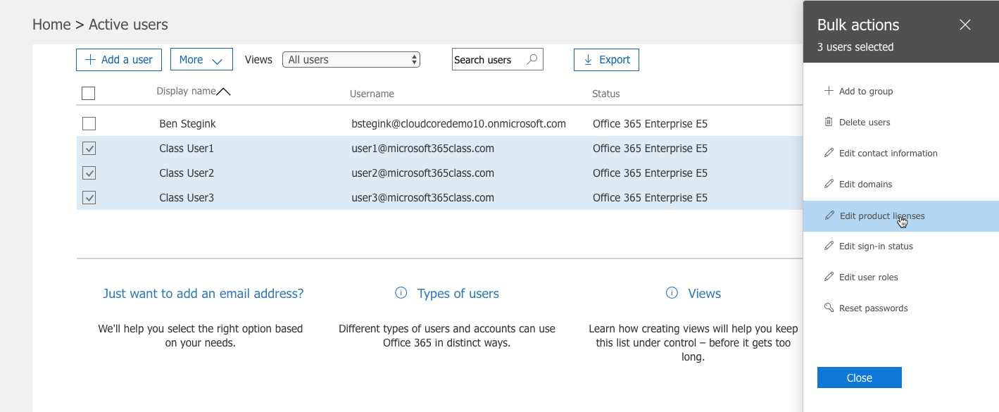 Home > Active users
Add a user More Views All users Search users Export
Display name Username Status
Ben Stegink bstegink@cloudcoredemo10.onmicrosoft.com Office 365 Enterprise E5
Class User1 user1@microsoft365class.com Office 365 Enterprise E5
Class User2 user2@microsoft365class.com Office 365 Enterprise E5
Class User3 user3@microsoft365class.com Office 365 Enterprise E5
Just want to add an email address?
We'll help you select the right option based
on your needs.
Types of users
Different types of users and accounts can use
Office 365 in distinct ways.
Views
Learn how creating views will help you keep
this list under control – before it gets too
long.
Bulk actions
3 users selected
Add to group
Delete users
Edit contact information
Edit domains
Edit product licenses
Edit sign-in status
Edit user roles
Reset passwords
Close